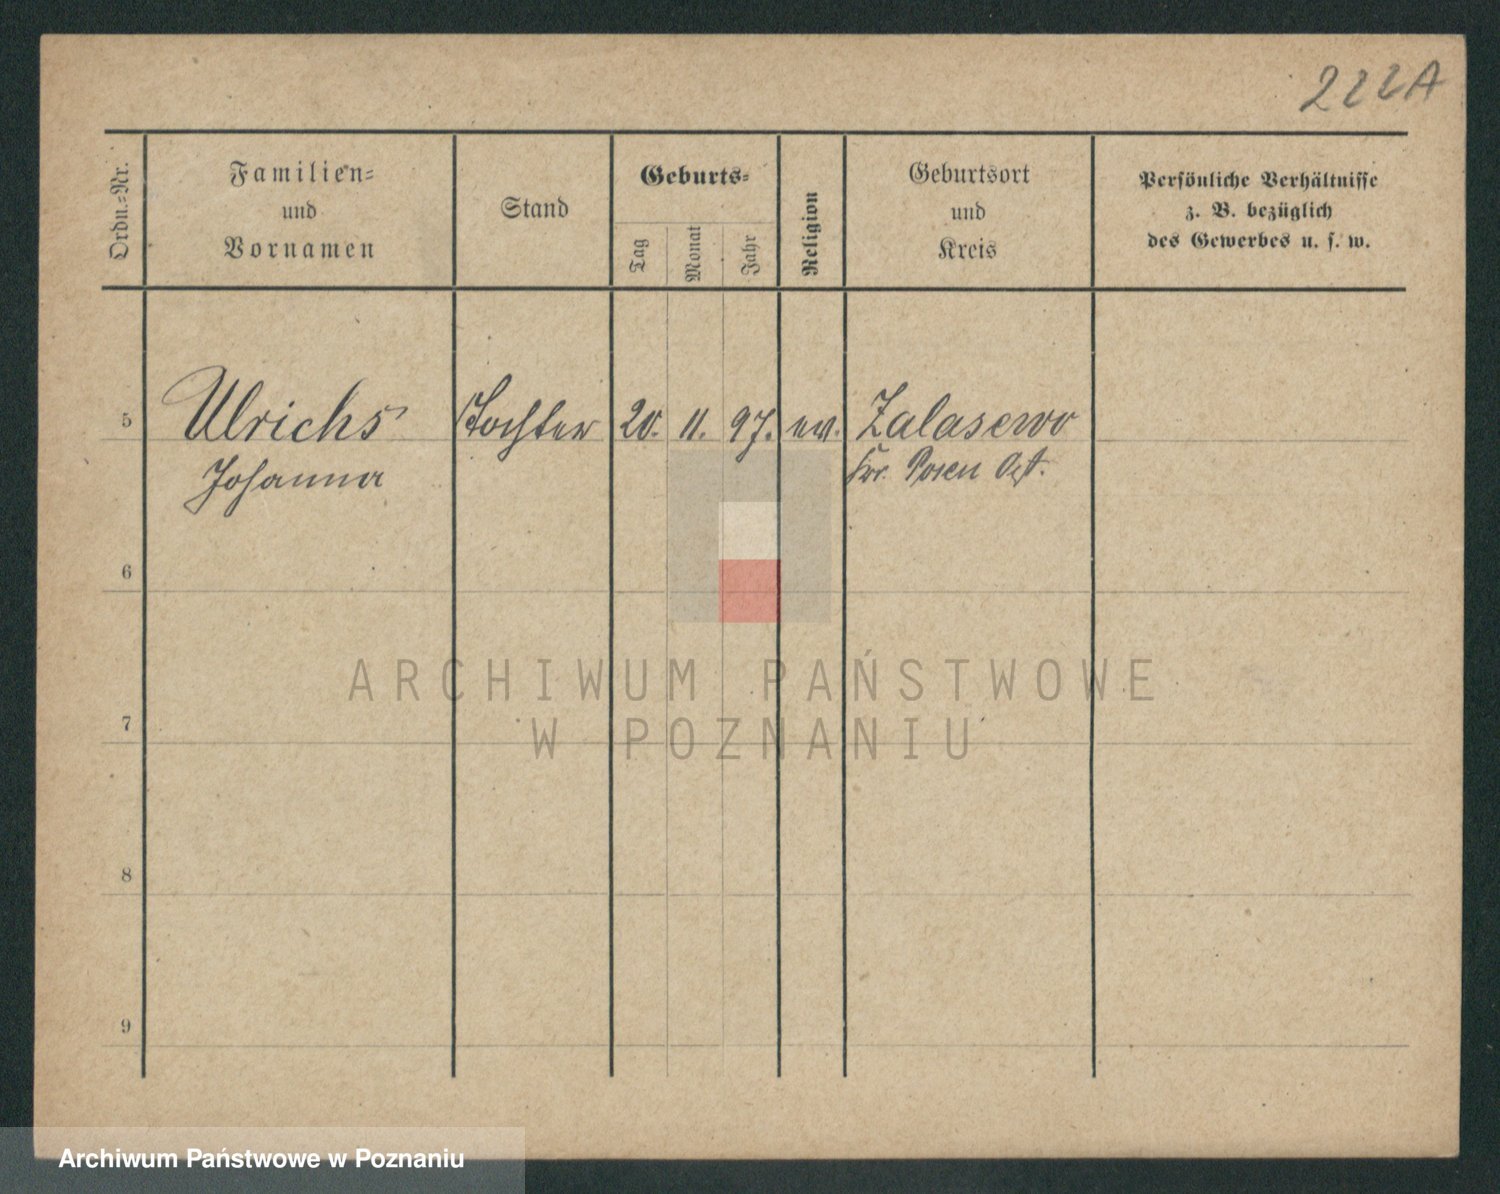 222A
Ordn.-Nr.
Familien-
und
Vornamen
Stand
Geburts-
Tag
Monat
Jahr
Religion
Geburtsort
und
Kreis
Persönliche Verhältnisse
z. B. bezüglich
des Gewerbes u. s. w.
5 Ulrichs Tochter 20. 11. 97. ev. Zalasewo
Johanna Kr. Posen Ost.
6
7
8
9
ARCHIWUM PAŃSTWOWE
W POZNANIU
Archiwum Państwowe w Poznaniu